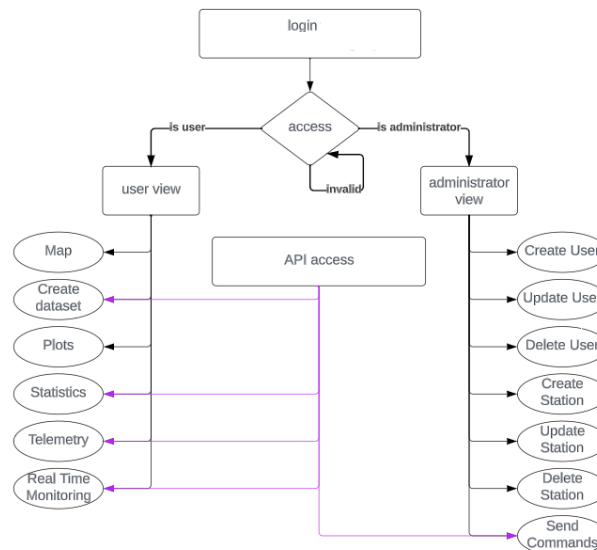 login
access
is user
is administrator
invalid
user view
administrator
view
API access
Map
Create
dataset
Plots
Statistics
Telemetry
Real Time
Monitoring
Create User
Update User
Delete User
Create
Station
Update
Station
Delete
Station
Send
Commands